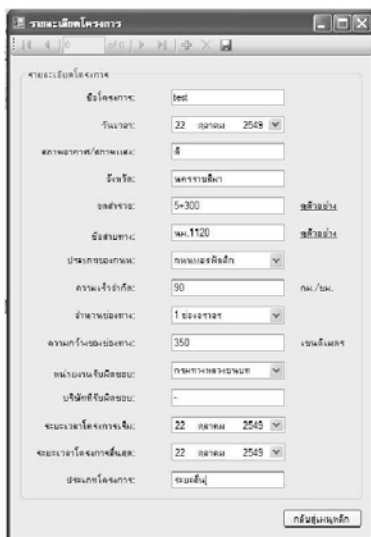 รายละเอียดโครงการ
0 of 0
รายละเอียดโครงการ
ชื่อโครงการ: test
วันเวลา: 22 ตุลาคม 2549
สภาพอากาศ/สภาพแสง: ดี
จังหวัด: นครราชสีมา
จุดสำรวจ: 5+300 ดูตัวอย่าง
ชื่อสายทาง: นม.1120 ดูตัวอย่าง
ประเภทของถนน: ถนนแอสฟัลติก
ความเร็วจำกัด: 90 กม./ชม.
จำนวนช่องทาง: 1 ช่องจราจร
ความกว้างของช่องทาง: 350 เซนติเมตร
หน่วยงานรับผิดชอบ: กรมทางหลวงชนบท
บริษัทที่รับผิดชอบ: -
ระยะเวลาโครงการเริ่ม: 22 ตุลาคม 2549
ระยะเวลาโครงการสิ้นสุด: 22 ตุลาคม 2549
ประเภทโครงการ: ระยะสั้น
กลับสู่เมนูหลัก